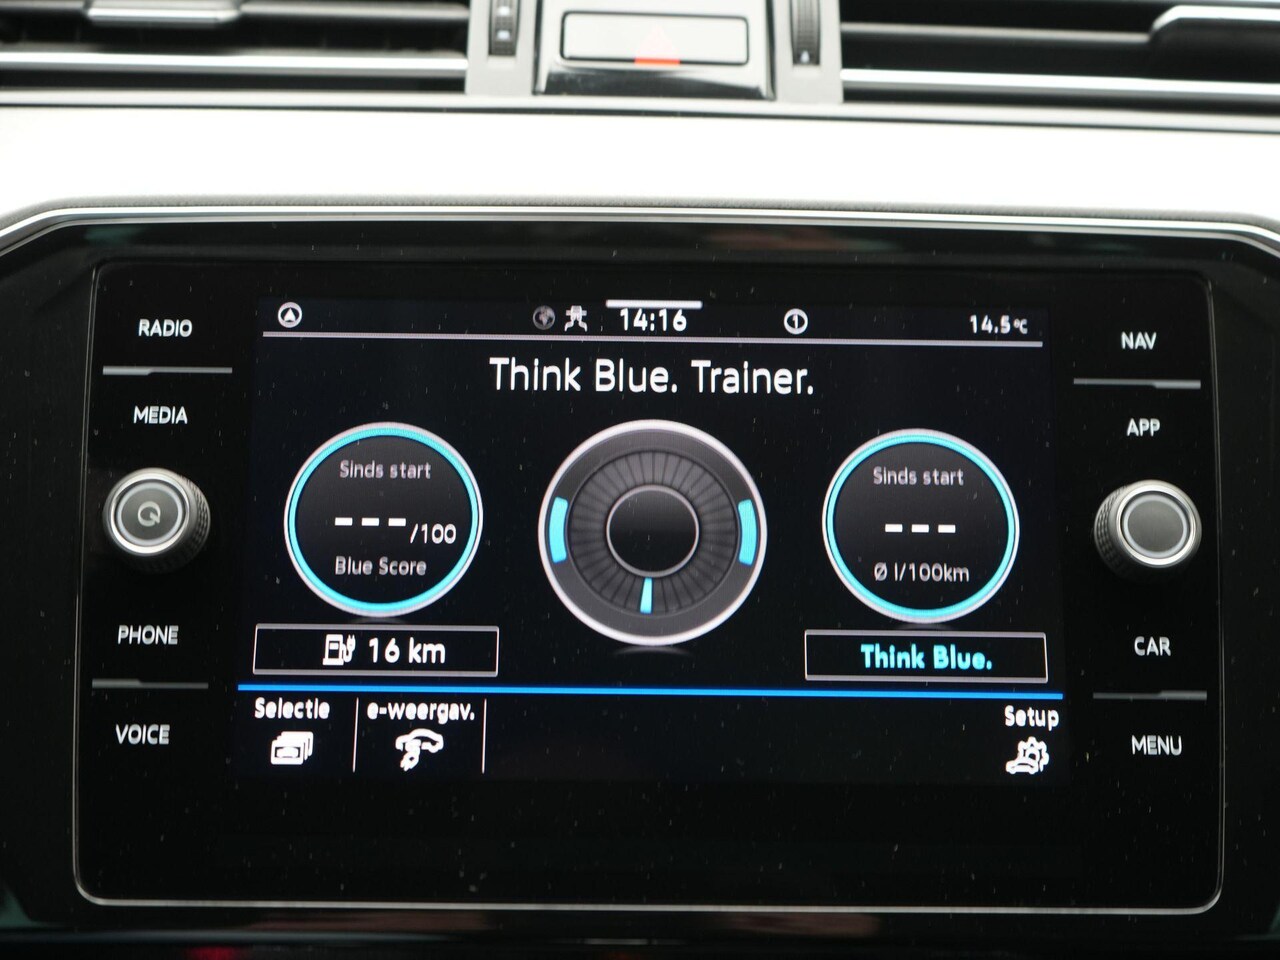 RADIO
MEDIA
PHONE
VOICE
14:16
1
14.5°C
Think Blue. Trainer.
Sinds start
--- /100
Blue Score
Sinds start
---
Ø l/100km
16 km
Think Blue.
Selectie
e-weergav.
Setup
NAV
APP
CAR
MENU